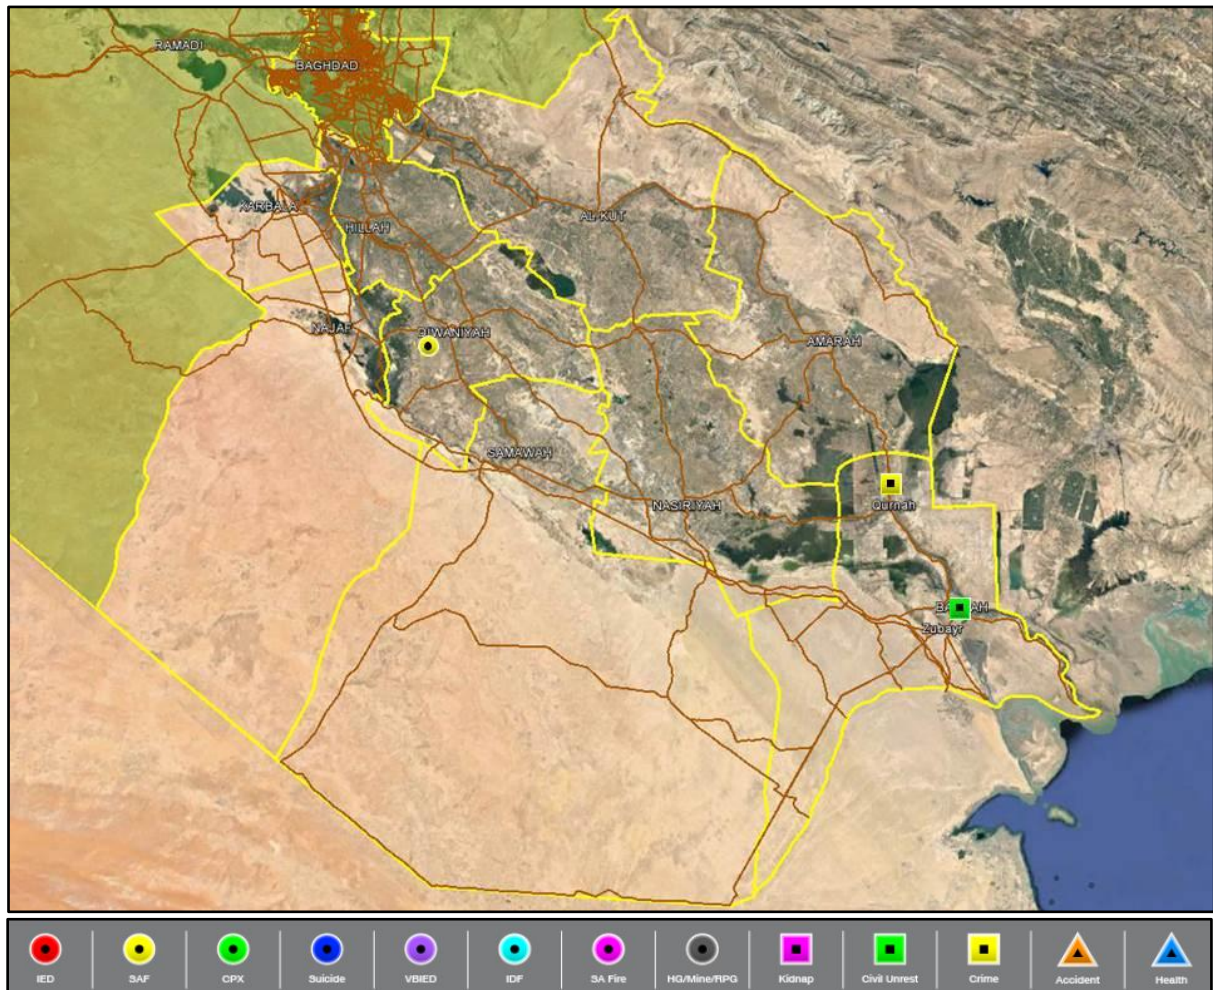 RAMADI
BAGHDAD
KARBALA
HILLAH
AL-KUT
NAJAF
DIWANIYAH
AMARAH
SAMAWAH
NASIRIYAH
Qurnah
Zubayr
IED
SAF
CPX
Suicide
VBIED
IDF
SA Fire
HG/Mine/RPG
Kidnap
Civil Unrest
Crime
Accident
Health